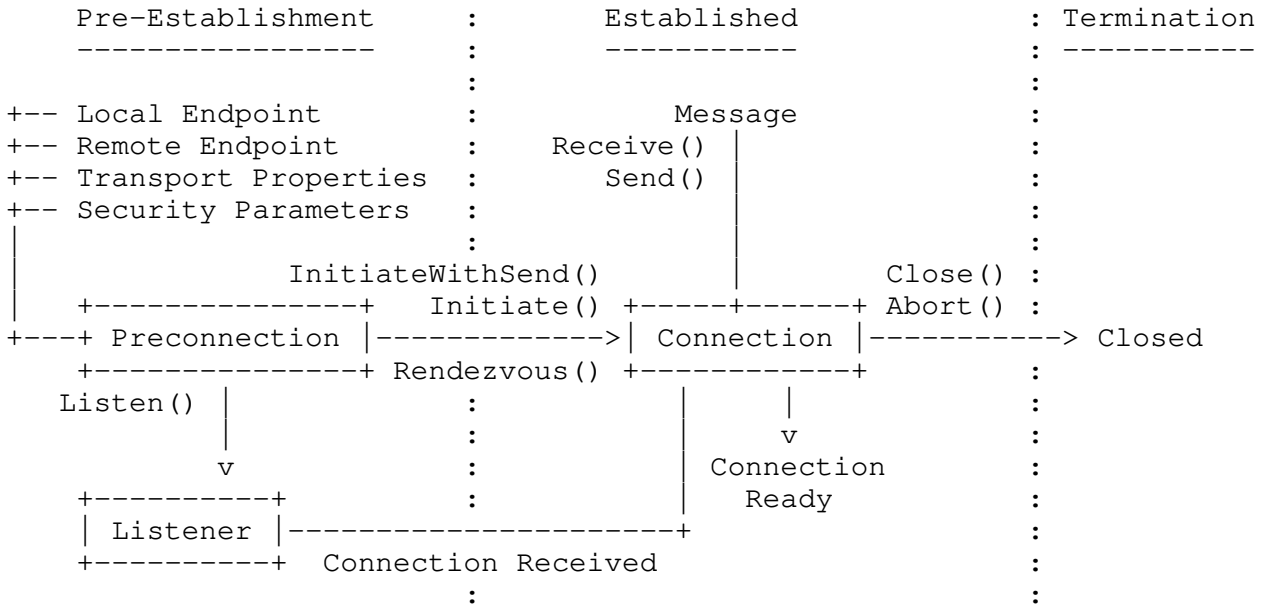 Pre-Establishment : Established : Termination
----------------- : ----------- : -----------
: :
+-- Local Endpoint : Message :
+-- Remote Endpoint : Receive() | :
+-- Transport Properties : Send() | :
+-- Security Parameters : | :
| : | :
| InitiateWithSend() | Close() :
| +---------------+ Initiate() +-----+------+ Abort() :
+---+ Preconnection |------------->| Connection |-----------> Closed
+---------------+ Rendezvous() +------------+ :
Listen() | : | | :
| : | v :
v : | Connection :
+----------+ : | Ready :
| Listener |----------------------+ :
+----------+ Connection Received :
: :